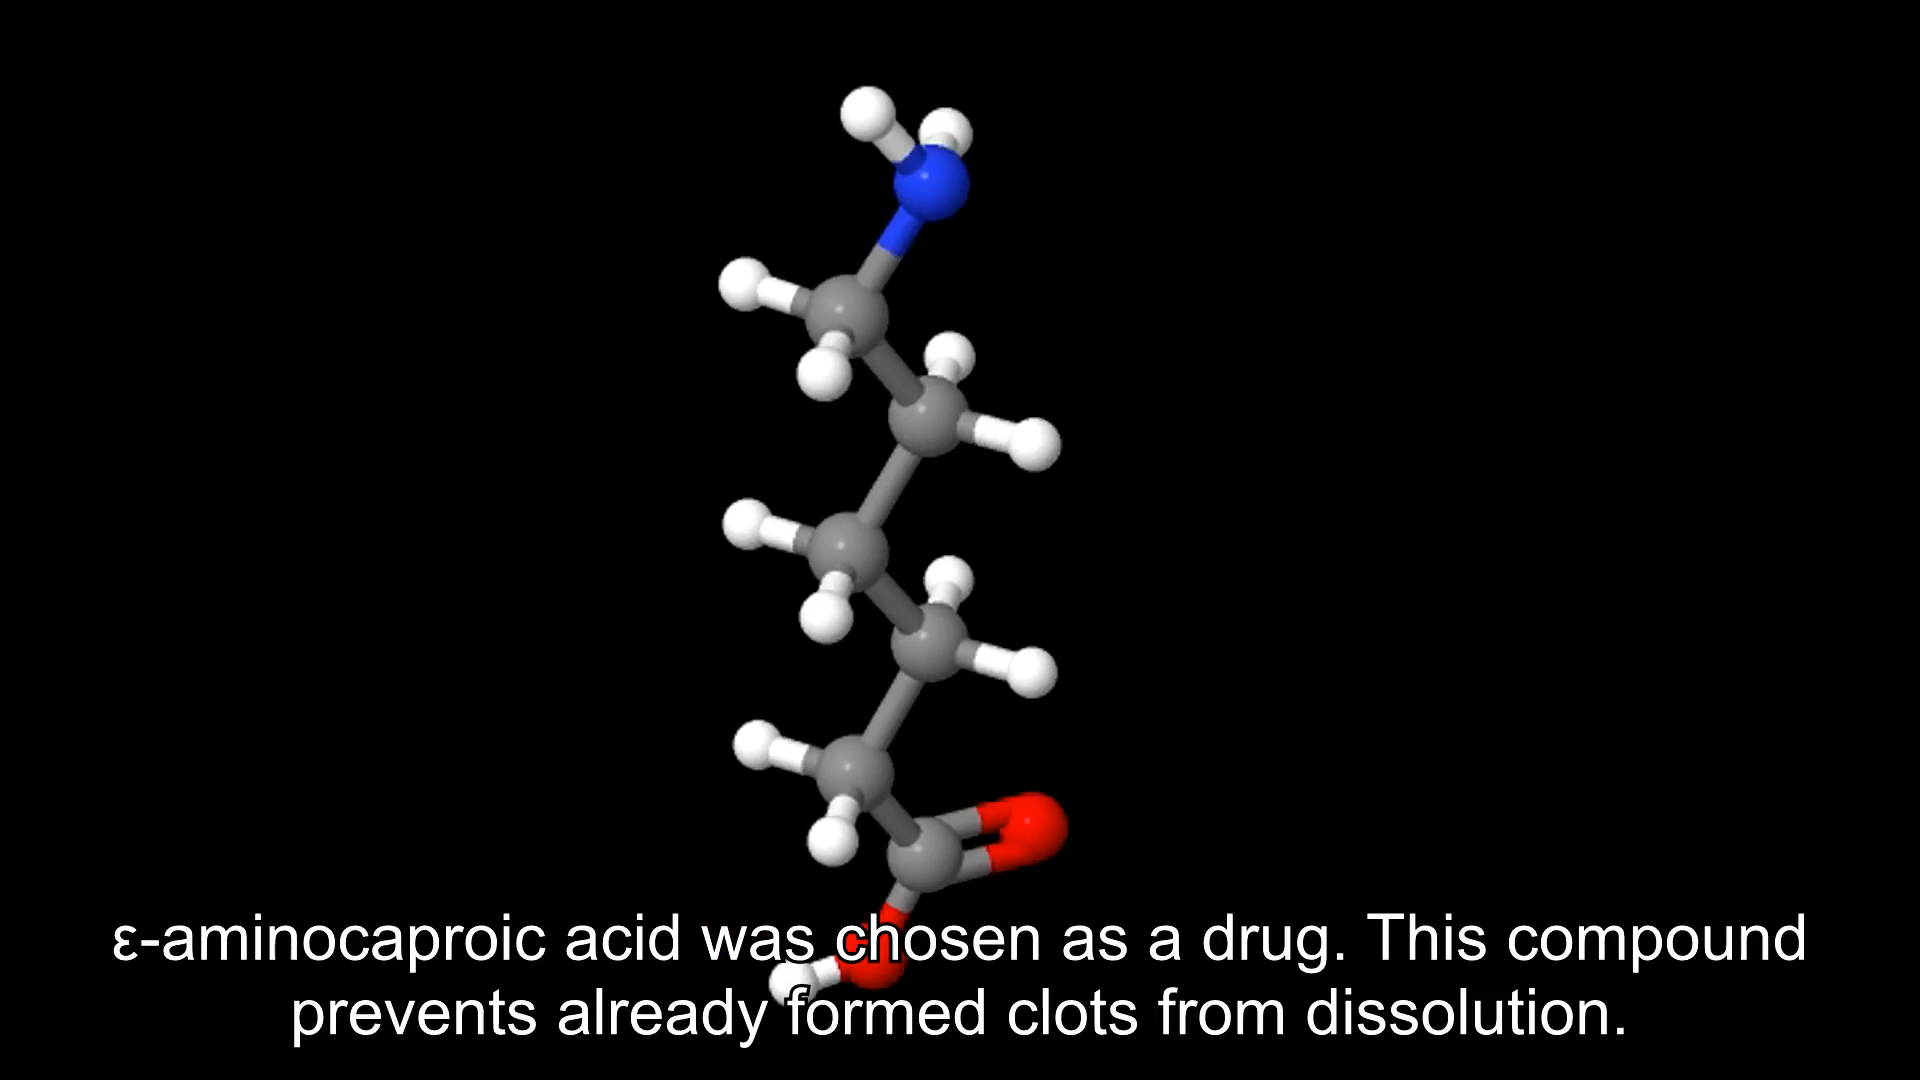 ε-aminocaproic acid was chosen as a drug. This compound
prevents already formed clots from dissolution.